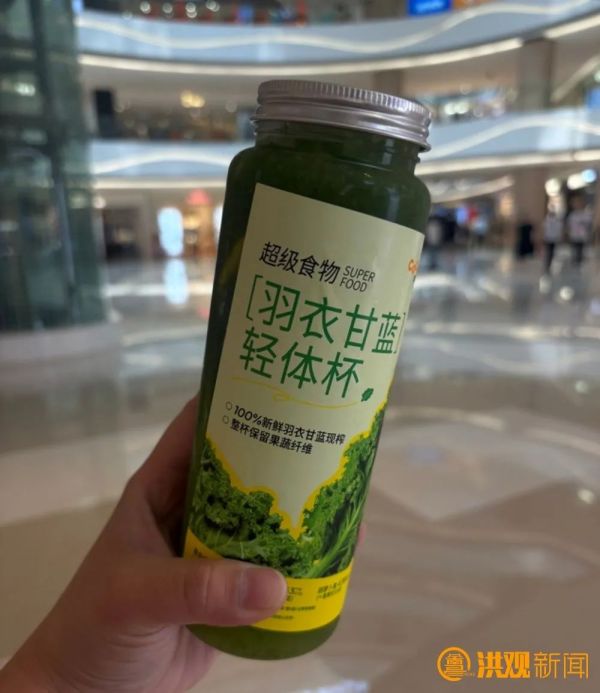 超级食物 SUPER FOOD
[羽衣甘蓝]
轻体杯
100%新鲜羽衣甘蓝现榨
整杯保留果蔬纤维
洪观新闻